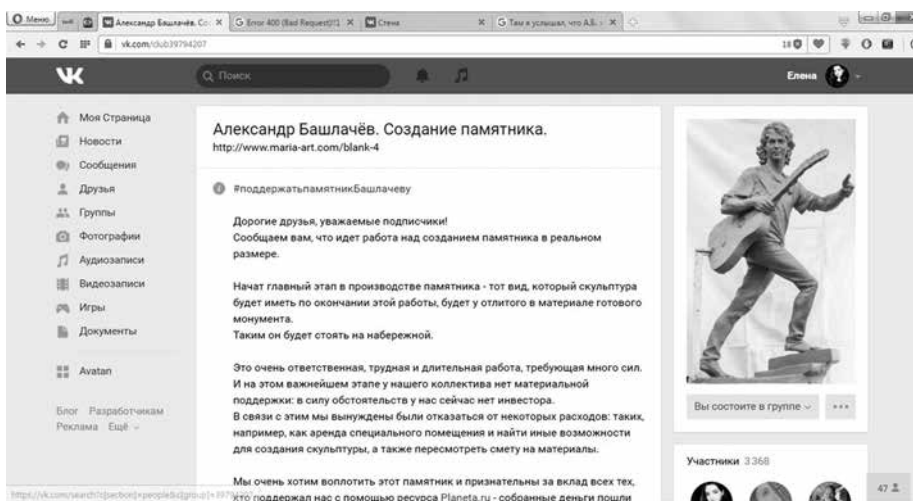 Меню
Александр Башлачёв. Со
Error 400 (Bad Request)!!1
Стена
Там я услышал, что А.Б.
vk.com/club39794207
18
Поиск
Елена
Моя Страница
Новости
Сообщения
Друзья
Группы
Фотографии
Аудиозаписи
Видеозаписи
Игры
Документы
Avatan
Блог Разработчикам
Реклама Ещё
Александр Башлачёв. Создание памятника.
http://www.maria-art.com/blank-4
#поддержатьпамятникБашлачеву
Дорогие друзья, уважаемые подписчики!
Сообщаем вам, что идет работа над созданием памятника в реальном
размере.
Начат главный этап в производстве памятника - тот вид, который скульптура
будет иметь по окончании этой работы, будет у отлитого в материале готового
монумента.
Таким он будет стоять на набережной.
Это очень ответственная, трудная и длительная работа, требующая много сил.
И на этом важнейшем этапе у нашего коллектива нет материальной
поддержки: в силу обстоятельств у нас сейчас нет инвестора.
В связи с этим мы вынуждены были отказаться от некоторых расходов: таких,
например, как аренда специального помещения и найти иные возможности
для создания скульптуры, а также пересмотреть смету на материалы.
Мы очень хотим воплотить этот памятник и признательны за вклад всех тех,
кто поддержал нас с помощью ресурса Planeta.ru - собранные деньги пошли
Вы состоите в группе
Участники 3 368
47